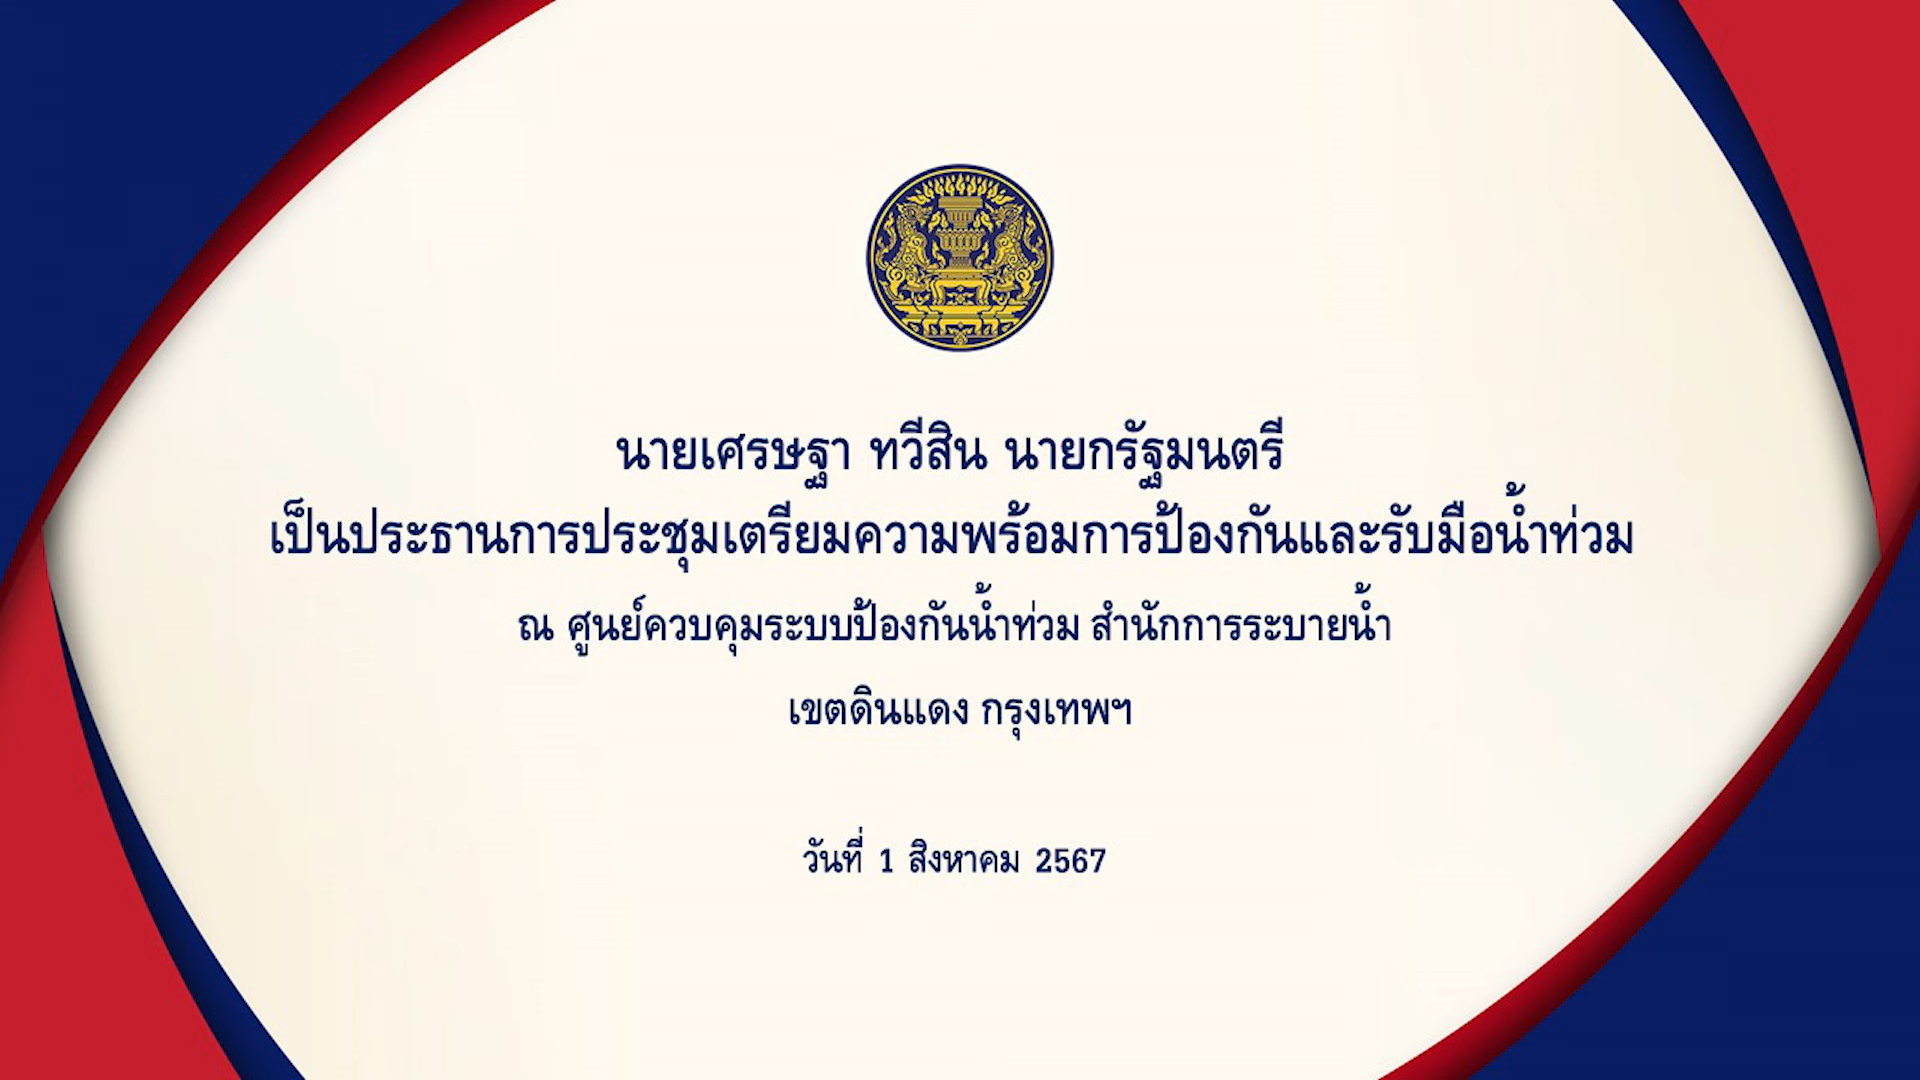 นายเศรษฐา ทวีสิน นายกรัฐมนตรี
เป็นประธานการประชุมเตรียมความพร้อมการป้องกันและรับมือน้ำท่วม
ณ ศูนย์ควบคุมระบบป้องกันน้ำท่วม สำนักการระบายน้ำ
เขตดินแดง กรุงเทพฯ
วันที่ 1 สิงหาคม 2567